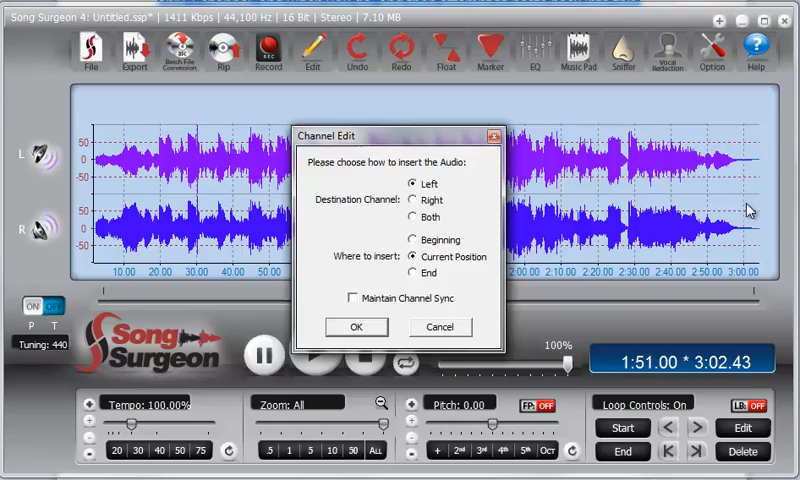 Song Surgeon 4: Untitled.ssp* | 1411 Kbps | 44,100 Hz | 16 Bit | Stereo | 7.10 MB
File
Export
Batch File
Conversion
Rip
REC
Record
Edit
Undo
Redo
Float
Marker
EQ
Music Pad
Sniffer
Vocal
Reduction
Option
Help
Channel Edit
Please choose how to insert the Audio:
Destination Channel:
Left
Right
Both
Where to insert:
Beginning
Current Position
End
Maintain Channel Sync
OK
Cancel
L
50
0
-50
R
50
0
-50
10.00 20.00 30.00 40.00 50.00 2:00.00 2:10.00 2:20.00 2:30.00 2:40.00 2:50.00 3:00.00
ON OFF
P T
Tuning: 440
Song
Surgeon
100%
1:51.00 * 3:02.43
Tempo: 100.00%
20 30 40 50 75
Zoom: All
.5 1 5 10 50 ALL
Pitch: 0.00
FP: OFF
+ 2nd 3rd 4th 5th OCT
Loop Controls: On
LB: OFF
Start
Edit
End
Delete